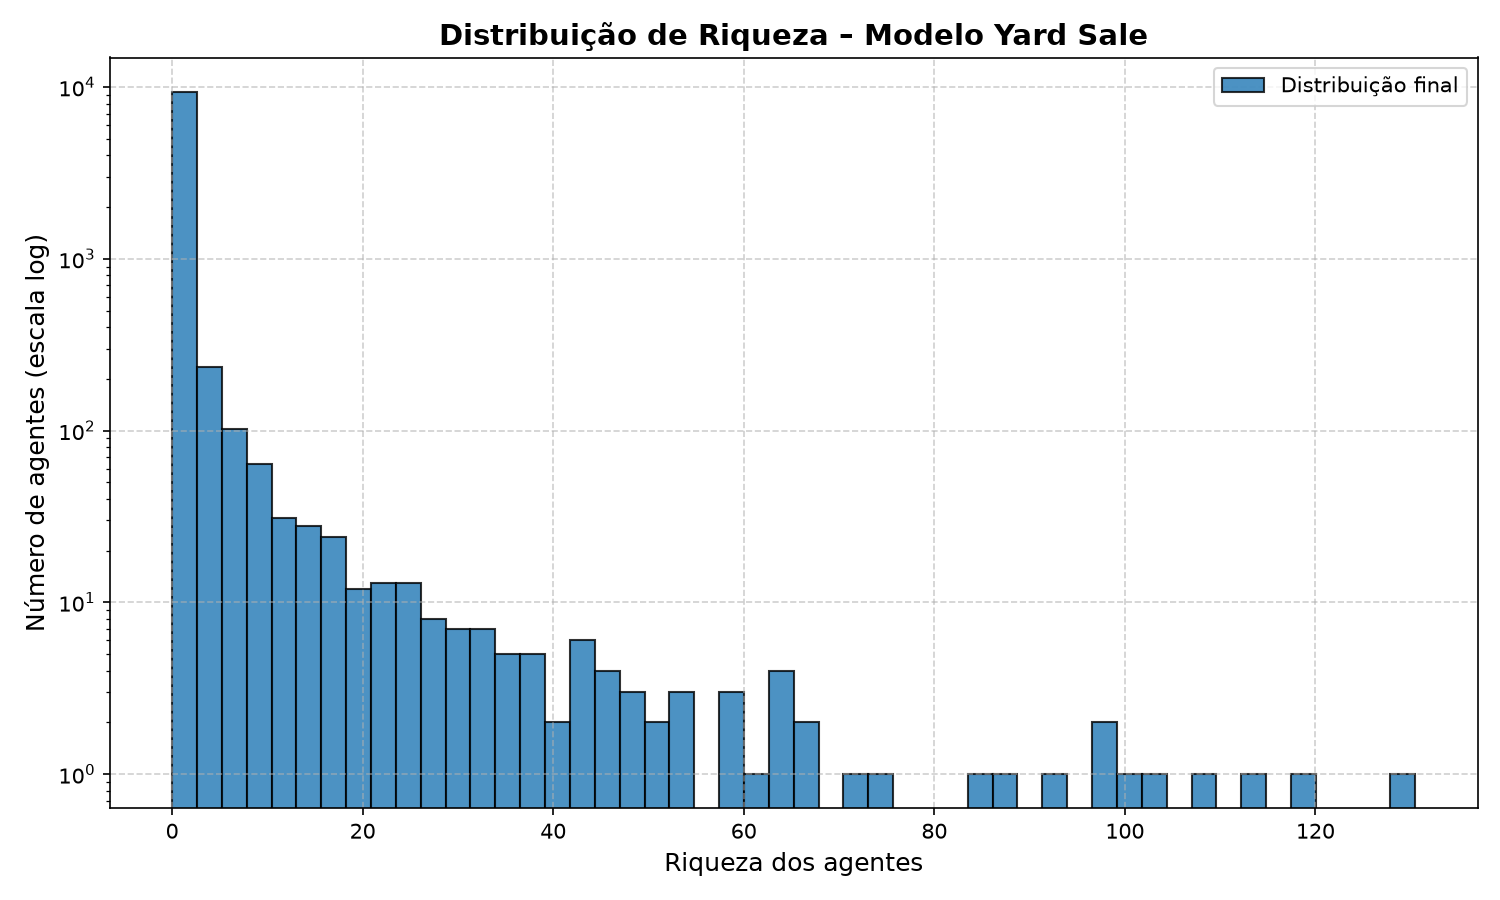 Distribuição de Riqueza – Modelo Yard Sale
Distribuição final
Número de agentes (escala log)
10⁴
10³
10²
10¹
10⁰
0 20 40 60 80 100 120
Riqueza dos agentes